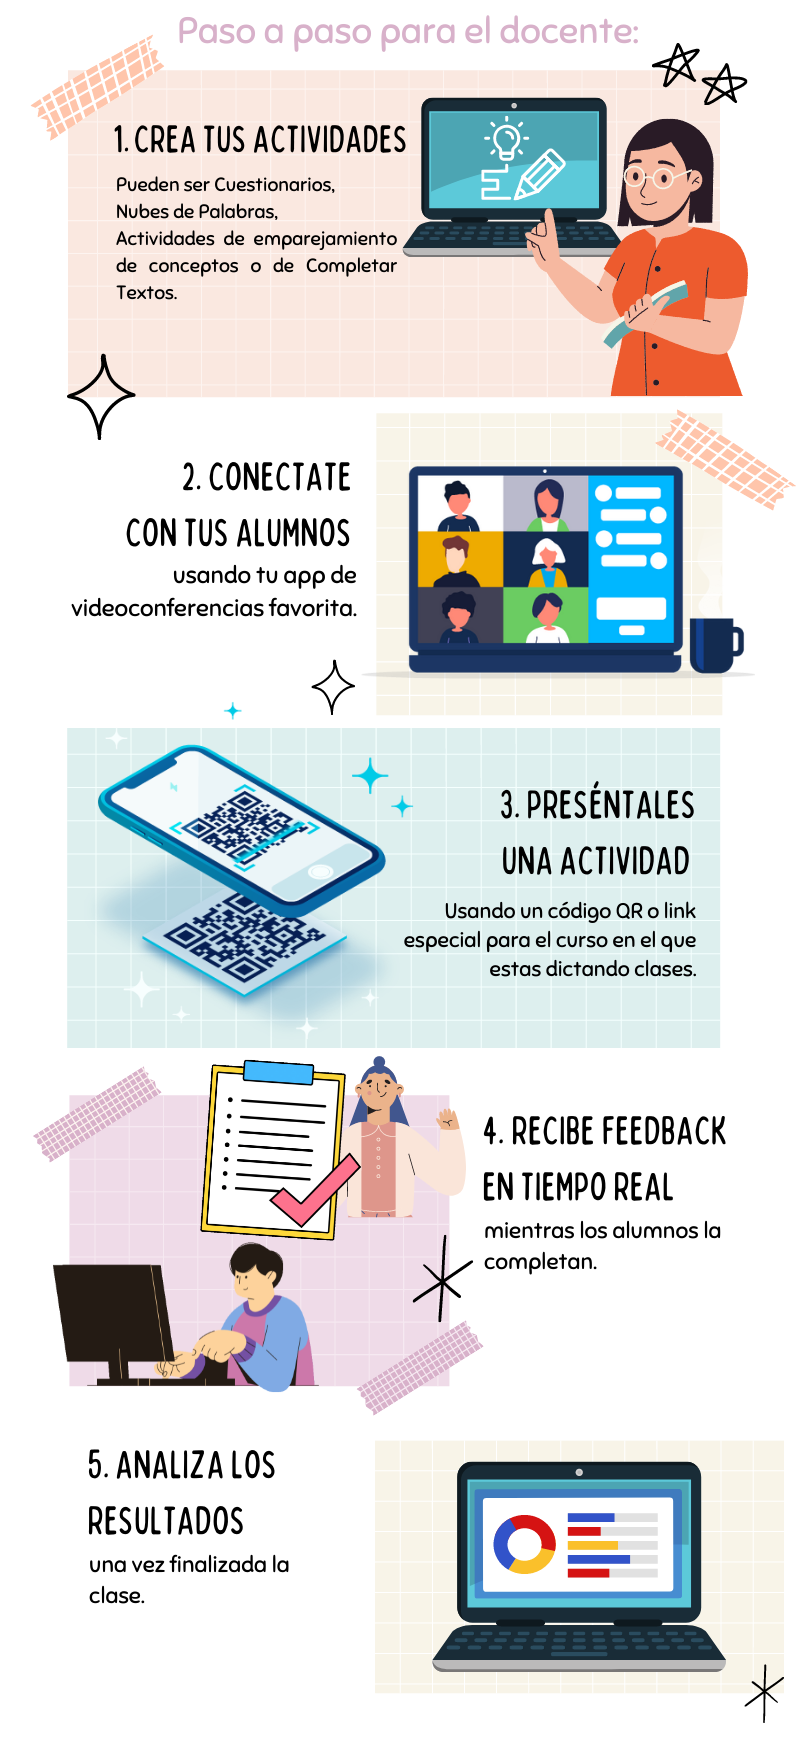 Paso a paso para el docente:
1. CREA TUS ACTIVIDADES
Pueden ser Cuestionarios,
Nubes de Palabras,
Actividades de emparejamiento
de conceptos o de Completar
Textos.
2. CONECTATE
CON TUS ALUMNOS
usando tu app de
videoconferencias favorita.
3. PRESÉNTALES
UNA ACTIVIDAD
Usando un código QR o link
especial para el curso en el que
estas dictando clases.
4. RECIBE FEEDBACK
EN TIEMPO REAL
mientras los alumnos la
completan.
5. ANALIZA LOS
RESULTADOS
una vez finalizada la
clase.